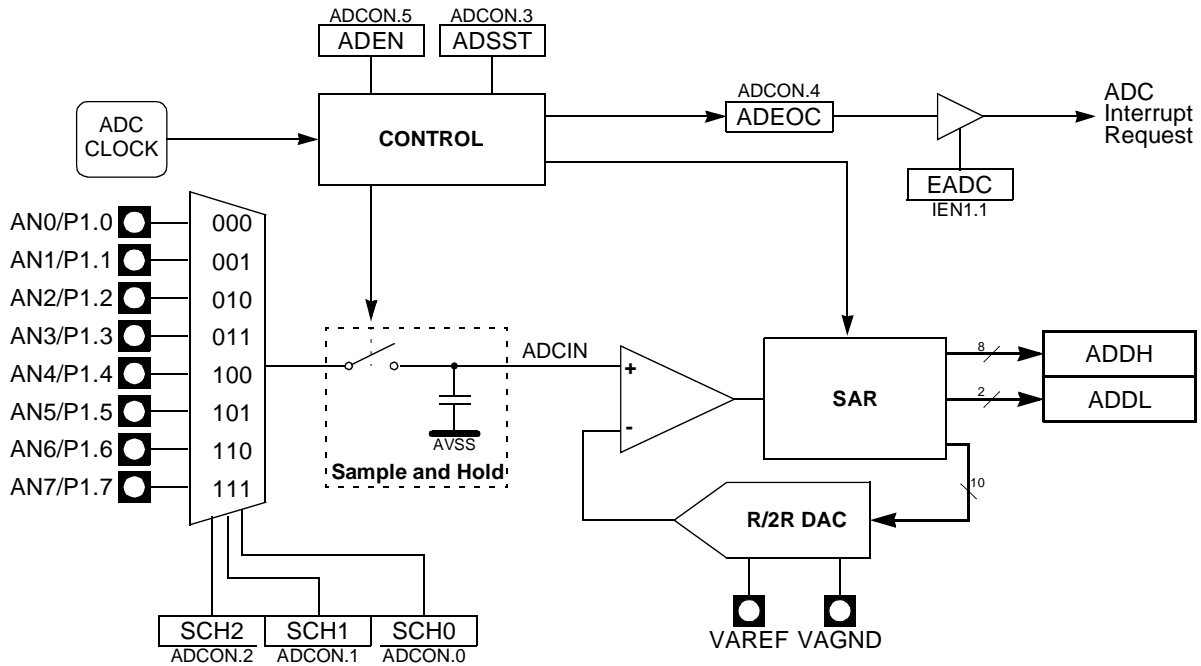 ADCON.5
ADEN
ADCON.3
ADSST
ADC
CLOCK
CONTROL
ADCON.4
ADEOC
ADC
Interrupt
Request
EADC
IEN1.1
AN0/P1.0
000
AN1/P1.1
001
AN2/P1.2
010
AN3/P1.3
011
AN4/P1.4
100
AN5/P1.5
101
AN6/P1.6
110
AN7/P1.7
111
AVSS
Sample and Hold
ADCIN
+
-
SAR
8
ADDH
2
ADDL
10
R/2R DAC
VAREF
VAGND
SCH2
ADCON.2
SCH1
ADCON.1
SCH0
ADCON.0